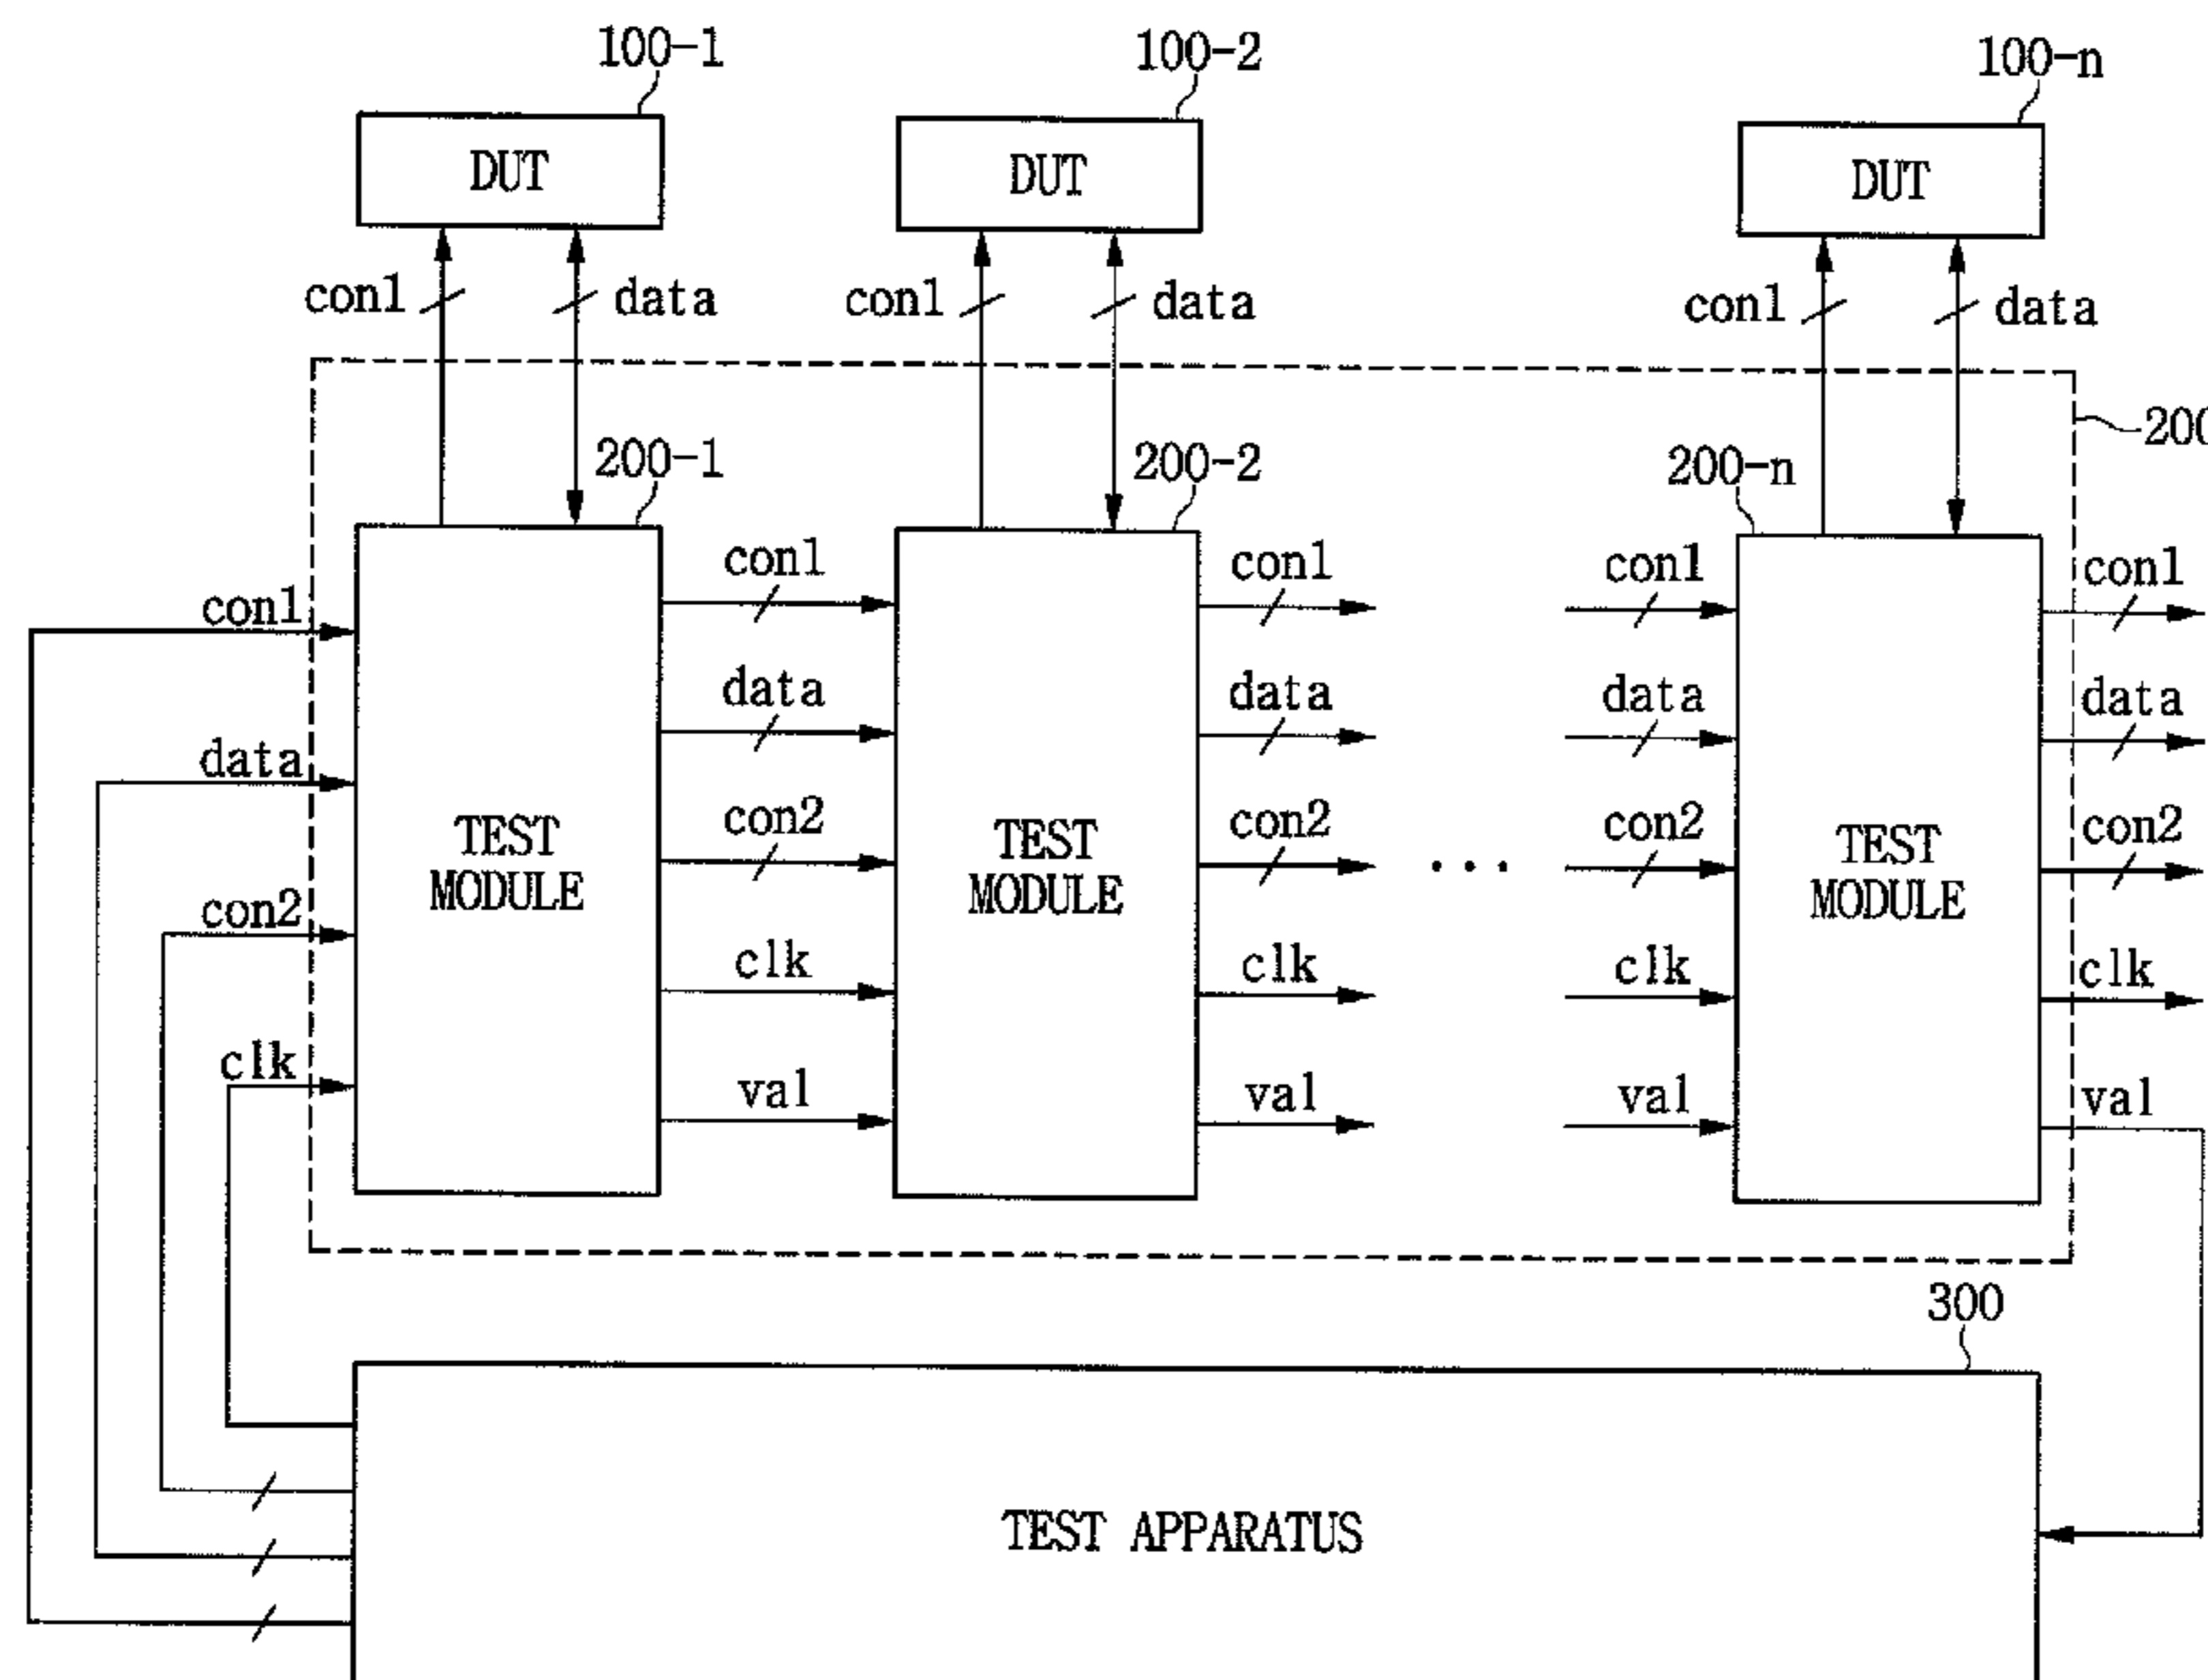 100-1
100-2
100-n
DUT
DUT
DUT
con1
data
con1
data
con1
data
200
200-1
200-2
200-n
con1
con1
con1
con1
con1
data
data
data
data
data
con2
con2
con2
con2
con2
TEST
MODULE
TEST
MODULE
...
TEST
MODULE
clk
clk
clk
clk
clk
val
val
val
val
300
TEST APPARATUS